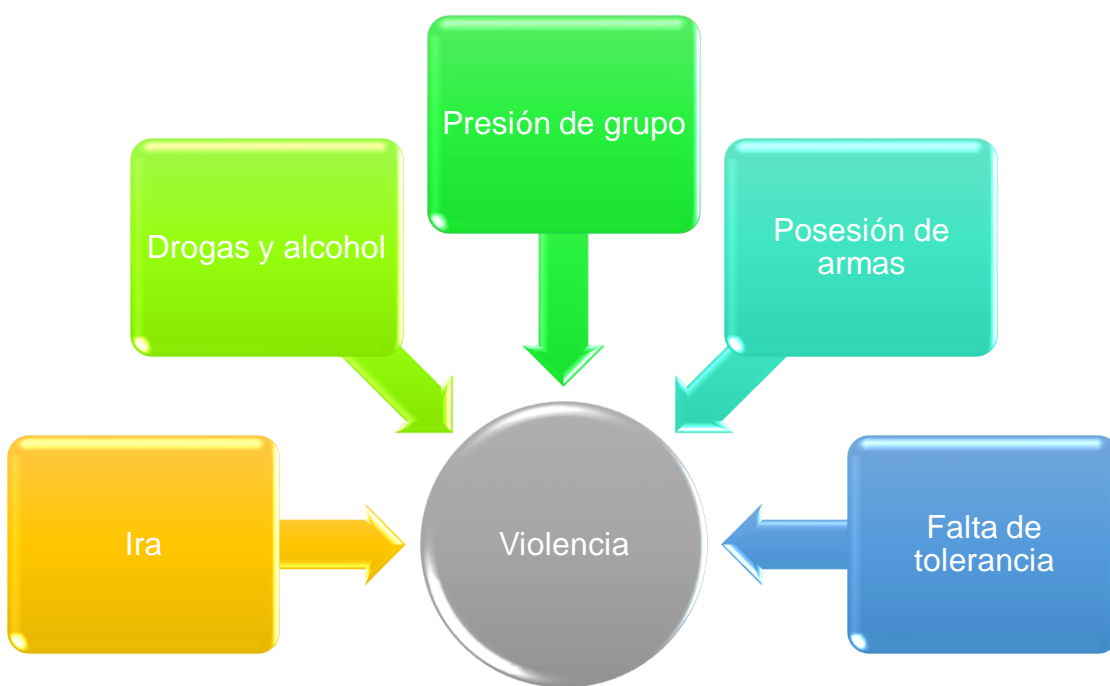 Presión de grupo
Drogas y alcohol
Posesión de
armas
Ira
Violencia
Falta de
tolerancia